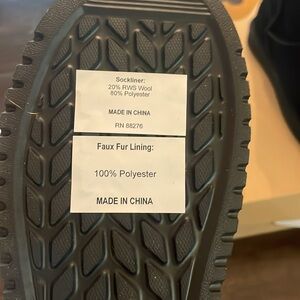 Sockliner:
20% RWS Wool
80% Polyester
MADE IN CHINA
RN 88276
Faux Fur Lining:
100% Polyester
MADE IN CHINA